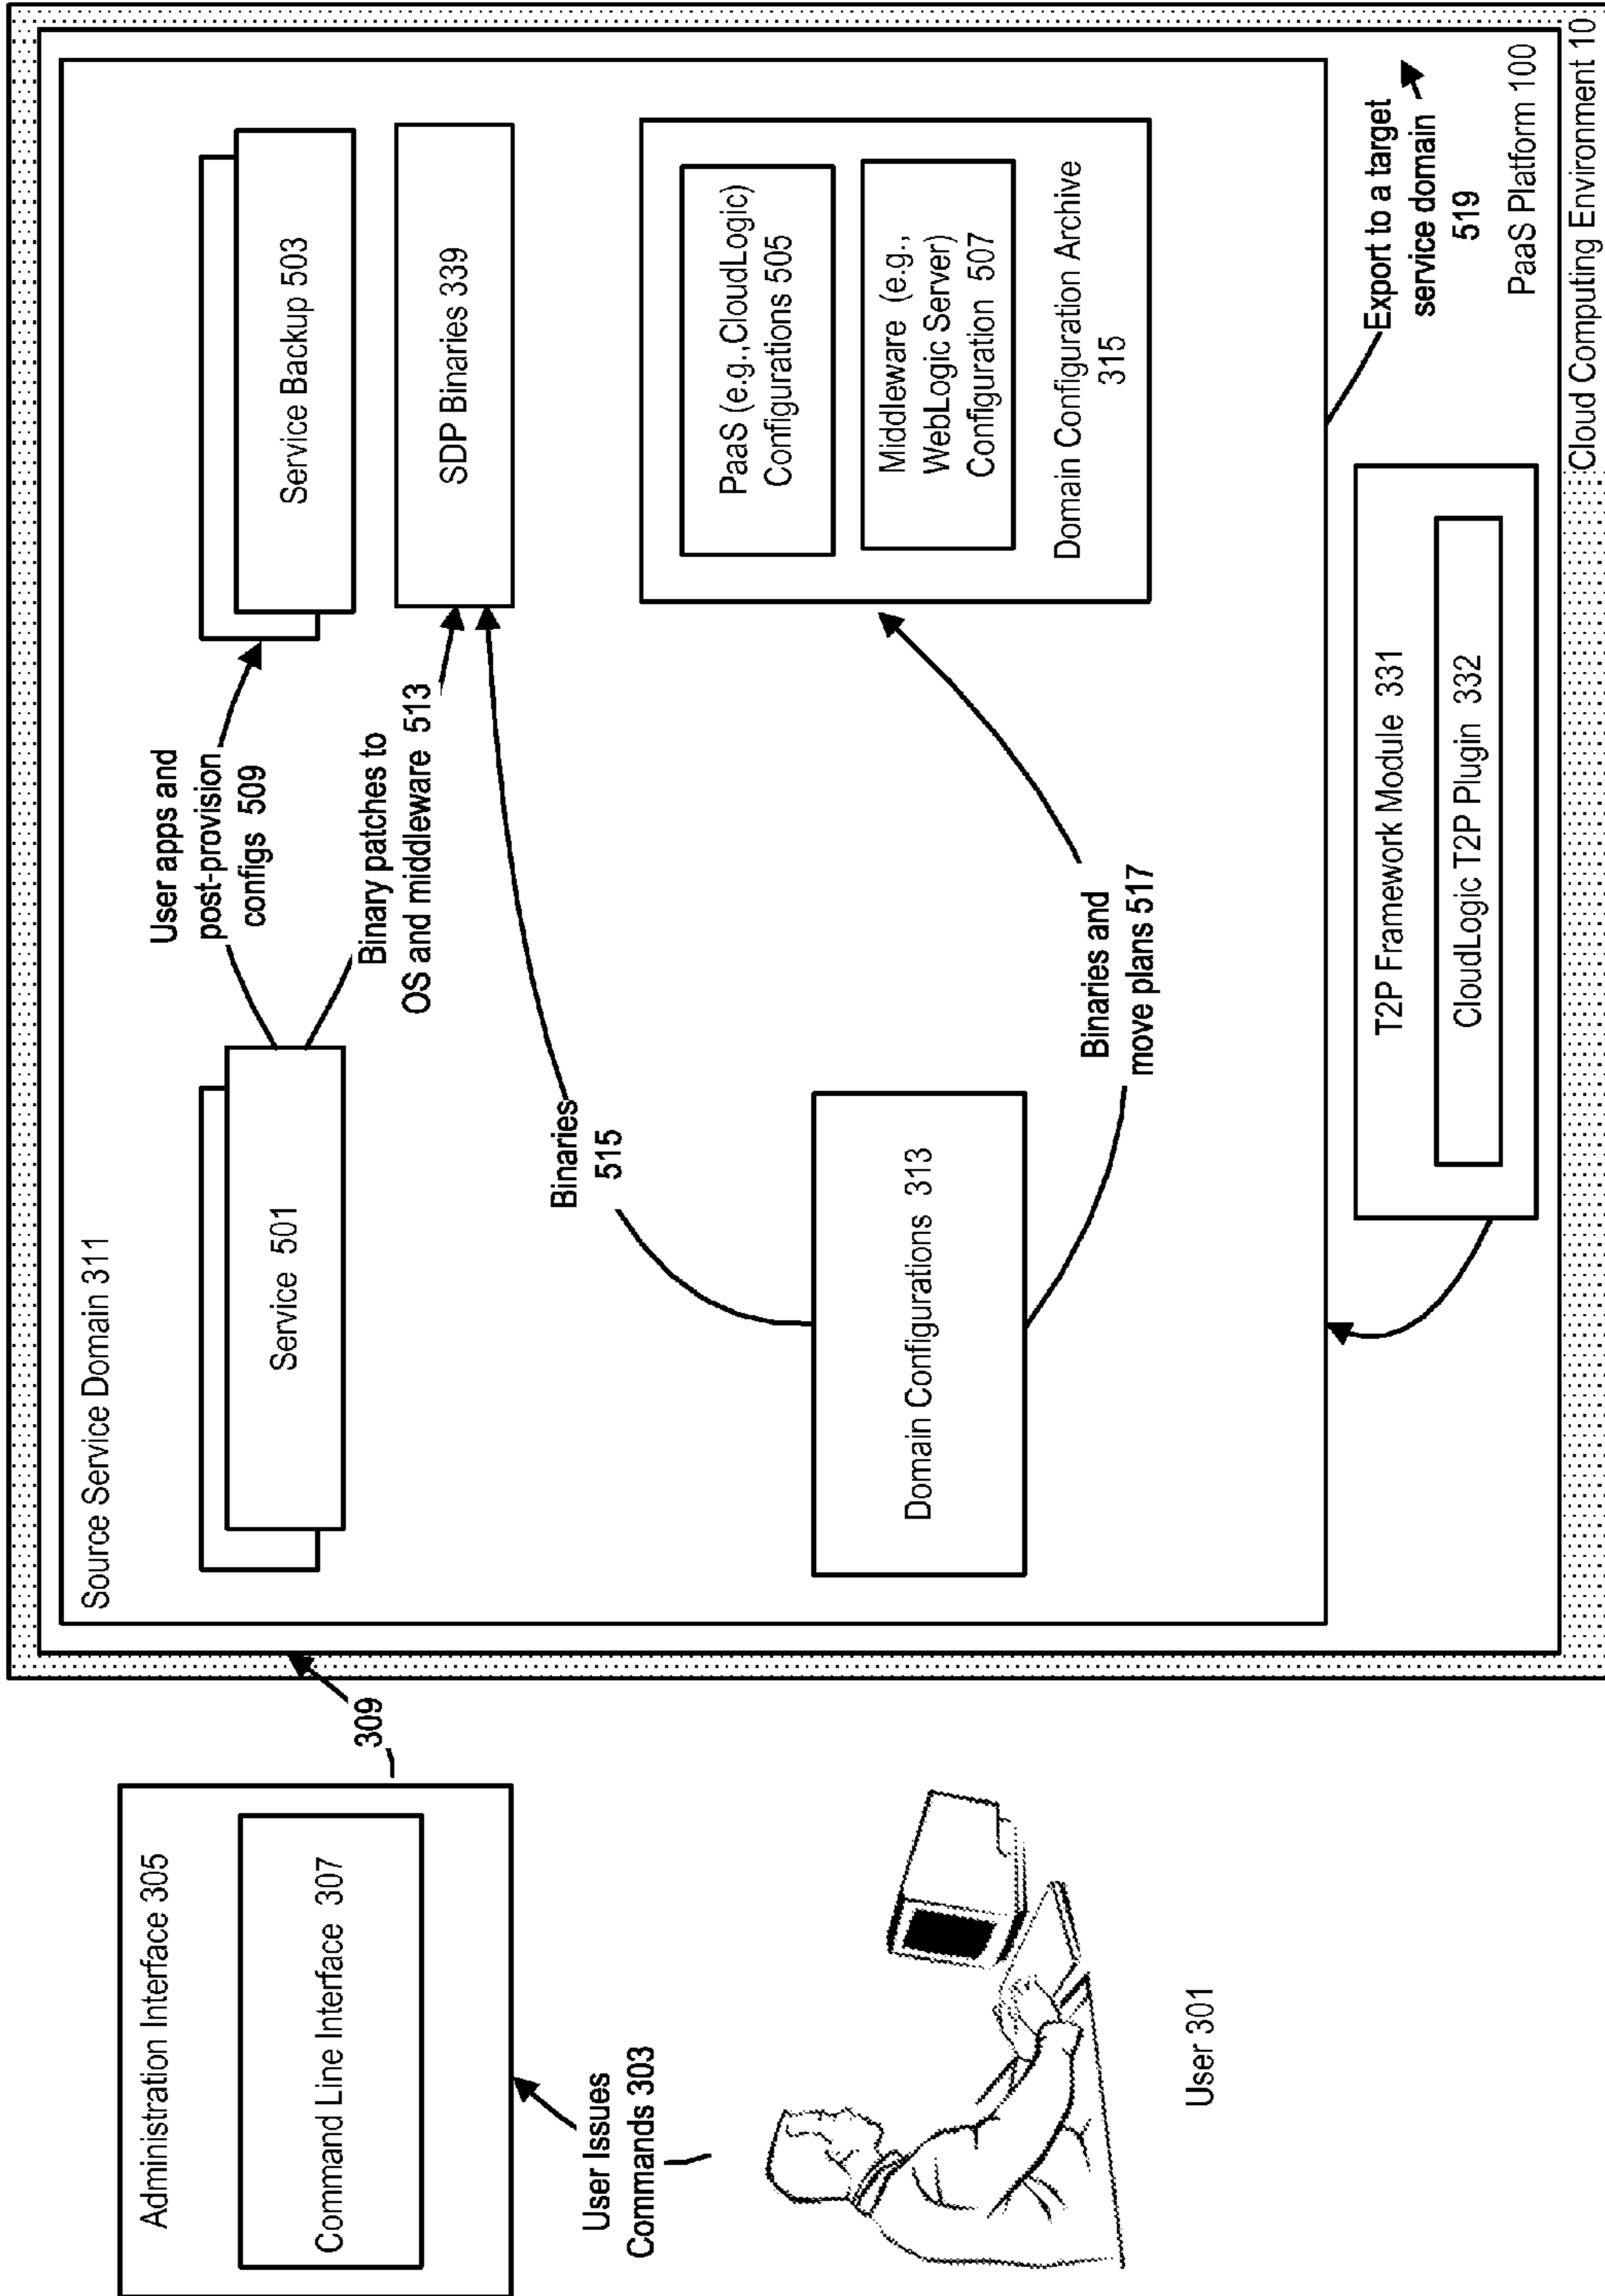 Administration Interface 305
Command Line Interface 307
User Issues
Commands 303
User 301
309
Source Service Domain 311
Service 501
User apps and
post-provision
configs 509
Service Backup 503
Binary patches to
OS and middleware 513
SDP Binaries 339
Binaries
515
Domain Configurations 313
Binaries and
move plans 517
PaaS (e.g.,CloudLogic)
Configurations 505
Middleware (e.g.,
WebLogic Server)
Configuration 507
Domain Configuration Archive
315
T2P Framework Module 331
CloudLogic T2P Plugin 332
Export to a target
service domain
519
PaaS Platform 100
Cloud Computing Environment 10